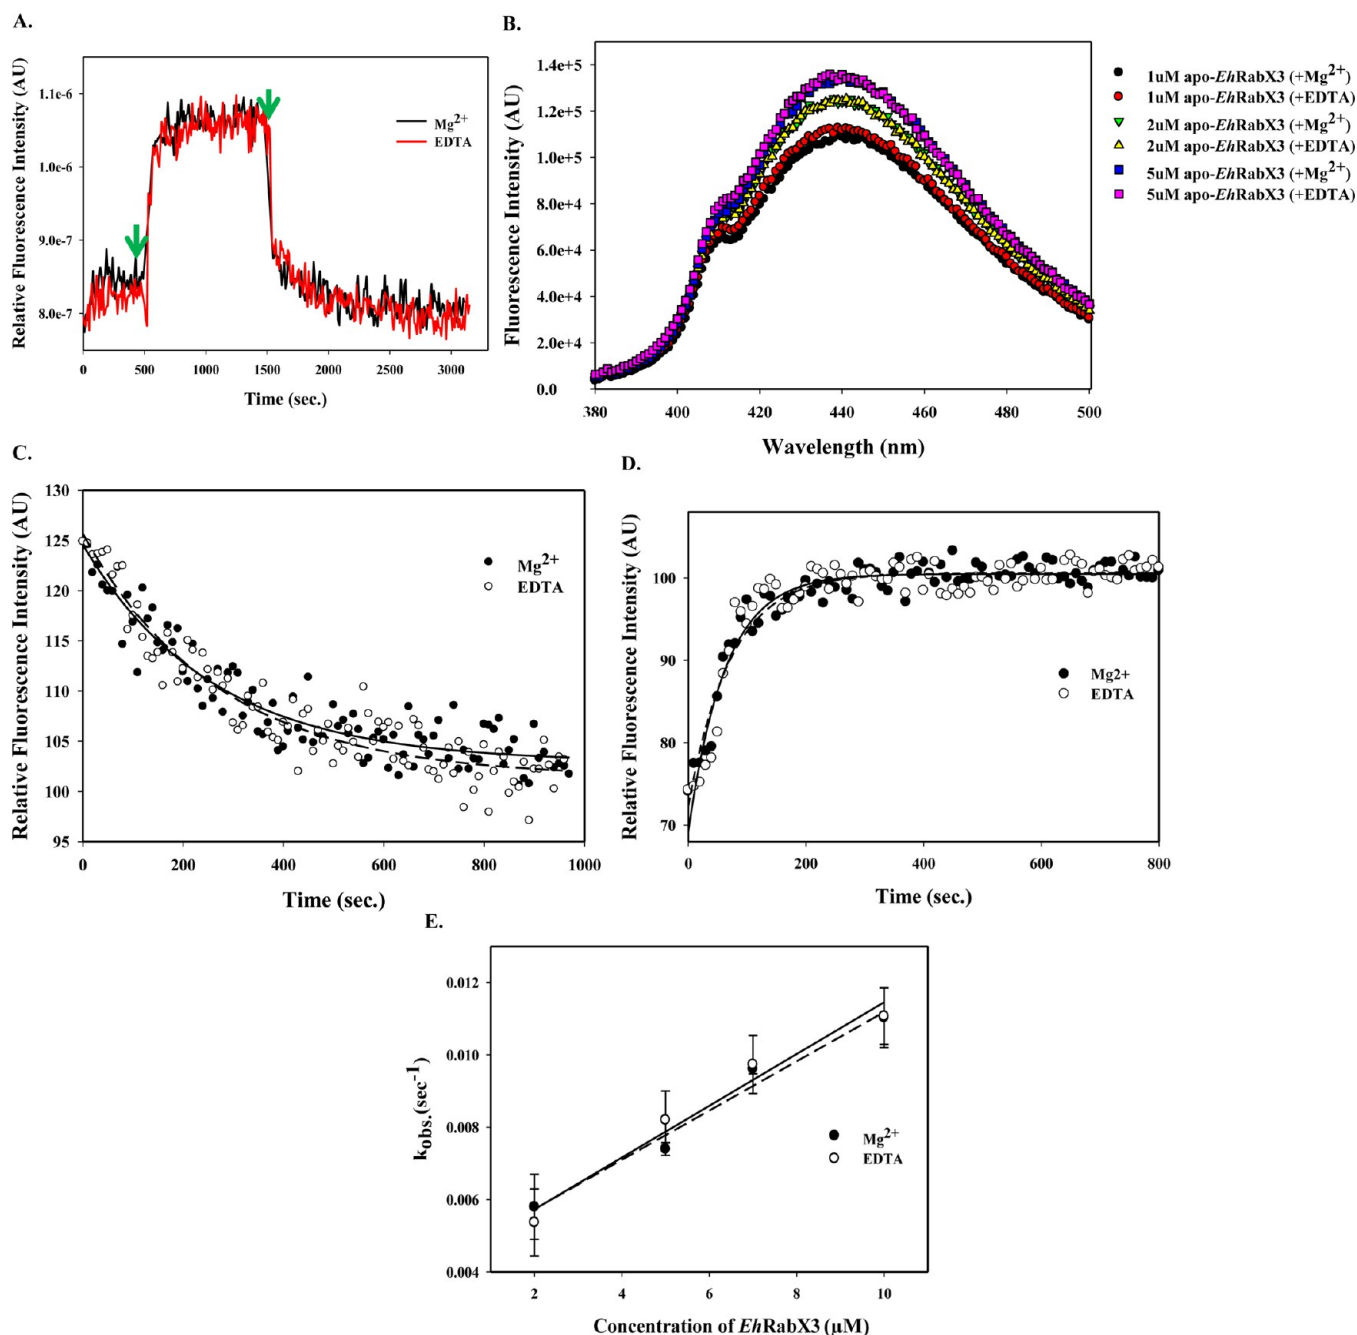 A.
Relative Fluorescence Intensity (AU)
1.1e-6
1.0e-6
9.0e-7
8.0e-7
0 500 1000 1500 2000 2500 3000
Time (sec.)
Mg2+
EDTA
B.
Fluorescence Intensity (AU)
1.4e+5
1.2e+5
1.0e+5
8.0e+4
6.0e+4
4.0e+4
2.0e+4
0.0
380 400 420 440 460 480 500
Wavelength (nm)
1uM apo-EhRabX3 (+Mg2+)
1uM apo-EhRabX3 (+EDTA)
2uM apo-EhRabX3 (+Mg2+)
2uM apo-EhRabX3 (+EDTA)
5uM apo-EhRabX3 (+Mg2+)
5uM apo-EhRabX3 (+EDTA)
C.
Relative Fluorescence Intensity (AU)
130
125
120
115
110
105
100
95
0 200 400 600 800 1000
Time (sec.)
Mg2+
EDTA
D.
Relative Fluorescence Intensity (AU)
100
90
80
70
0 200 400 600 800
Time (sec.)
Mg2+
EDTA
E.
kobs.(sec-1)
0.012
0.010
0.008
0.006
0.004
2 4 6 8 10
Concentration of EhRabX3 (µM)
Mg2+
EDTA